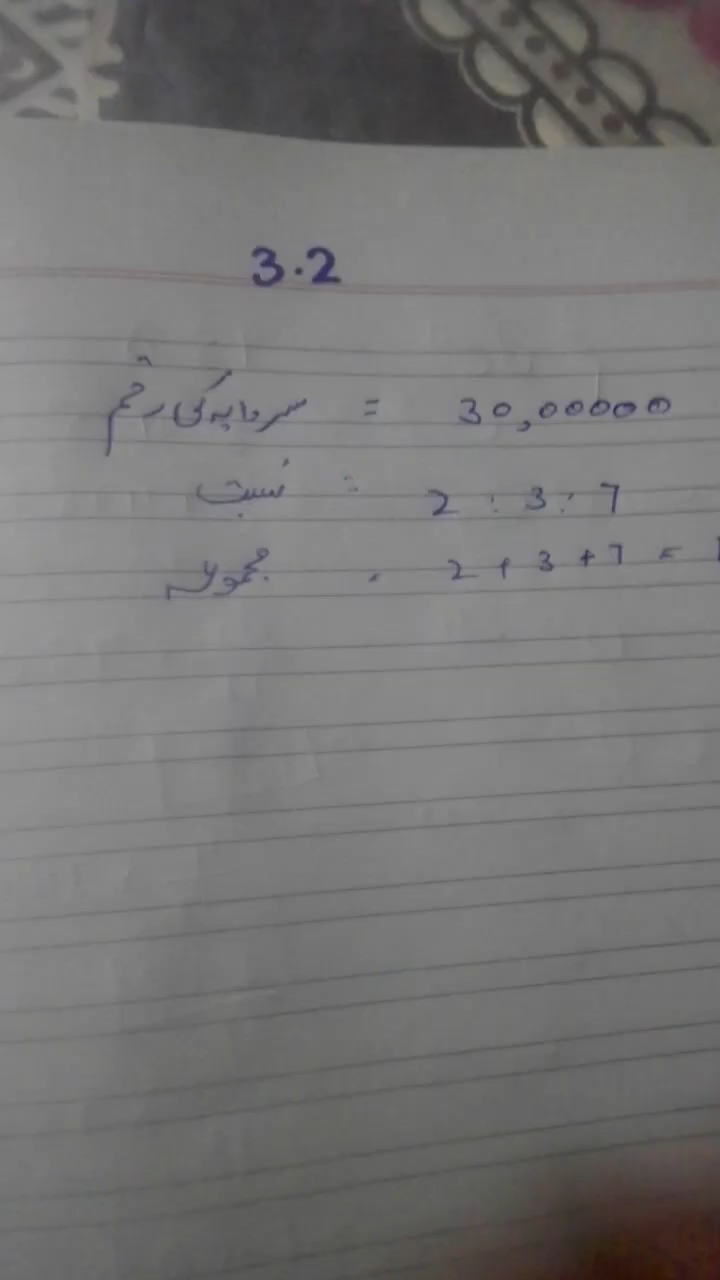 3.2
سرمایہ کی رقم = 30,00000
نسبت = 2 : 3 : 7
مجموعہ = 2 + 3 + 7 =